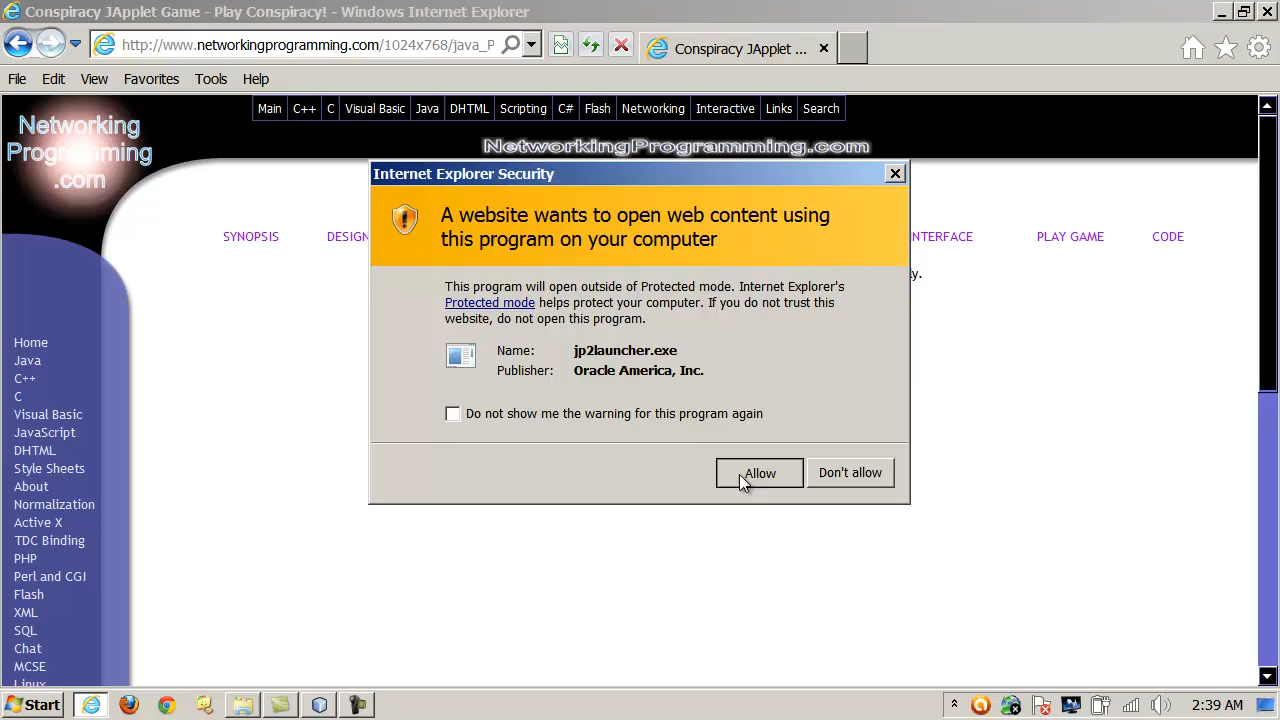 Conspiracy JApplet Game - Play Conspiracy! - Windows Internet Explorer
http://www.networkingprogramming.com/1024x768/java_P
Conspiracy JApplet ...
File Edit View Favorites Tools Help
Networking
Programming
.com
Main C++ C Visual Basic Java DHTML Scripting C# Flash Networking Interactive Links Search
NetworkingProgramming.com
SYNOPSIS DESIGN NTERFACE PLAY GAME CODE
y.
Internet Explorer Security
A website wants to open web content using
this program on your computer
This program will open outside of Protected mode. Internet Explorer's
Protected mode helps protect your computer. If you do not trust this
website, do not open this program.
Name: jp2launcher.exe
Publisher: Oracle America, Inc.
Do not show me the warning for this program again
Allow Don't allow
Home
Java
C++
C
Visual Basic
JavaScript
DHTML
Style Sheets
About
Normalization
Active X
TDC Binding
PHP
Perl and CGI
Flash
XML
SQL
Chat
MCSE
Linux
Start 2:39 AM